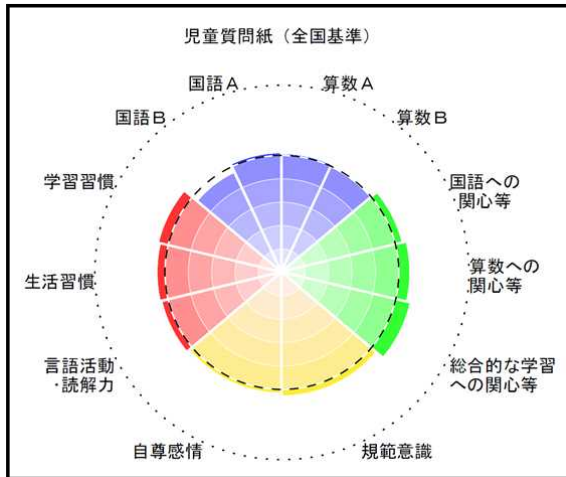 児童質問紙（全国基準）
国語A
算数A
国語B
算数B
学習習慣
国語への
関心等
生活習慣
算数への
関心等
言語活動
・読解力
総合的な学習
への関心等
自尊感情
規範意識